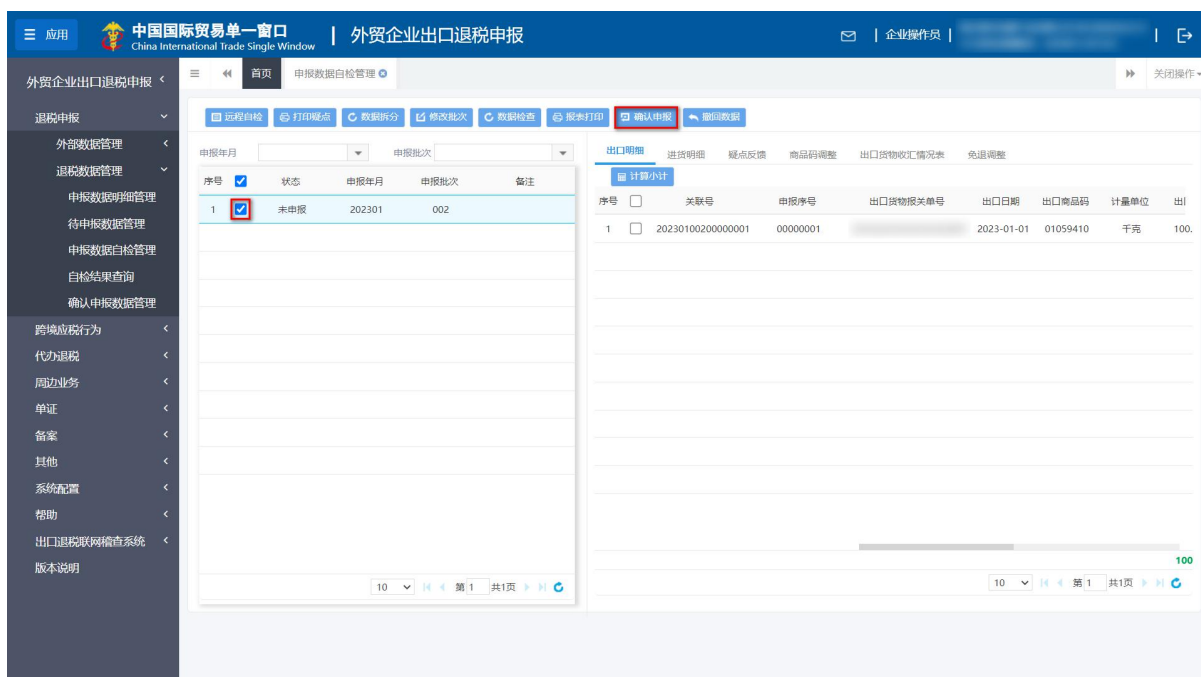 应用
中国国际贸易单一窗口
China International Trade Single Window
外贸企业出口退税申报
企业操作员
外贸企业出口退税申报
首页
申报数据自检管理
关闭操作
退税申报
外部数据管理
退税数据管理
申报数据明细管理
待申报数据管理
申报数据自检管理
自检结果查询
确认申报数据管理
跨境应税行为
代办退税
周边业务
单证
备案
其他
系统配置
帮助
出口退税联网稽查系统
版本说明
远程自检 打印疑点 数据拆分 修改批次 数据检查 报表打印 确认申报 撤回数据
申报年月 申报批次
序号 状态 申报年月 申报批次 备注
1 未申报 202301 002
10 第 1 共1页
出口明细 进货明细 疑点反馈 商品码调整 出口货物收汇情况表 免退调整
计算小计
序号 关联号 申报序号 出口货物报关单号 出口日期 出口商品码 计量单位
1 20230100200000001 00000001 2023-01-01 01059410 千克 100.
100
10 第 1 共1页